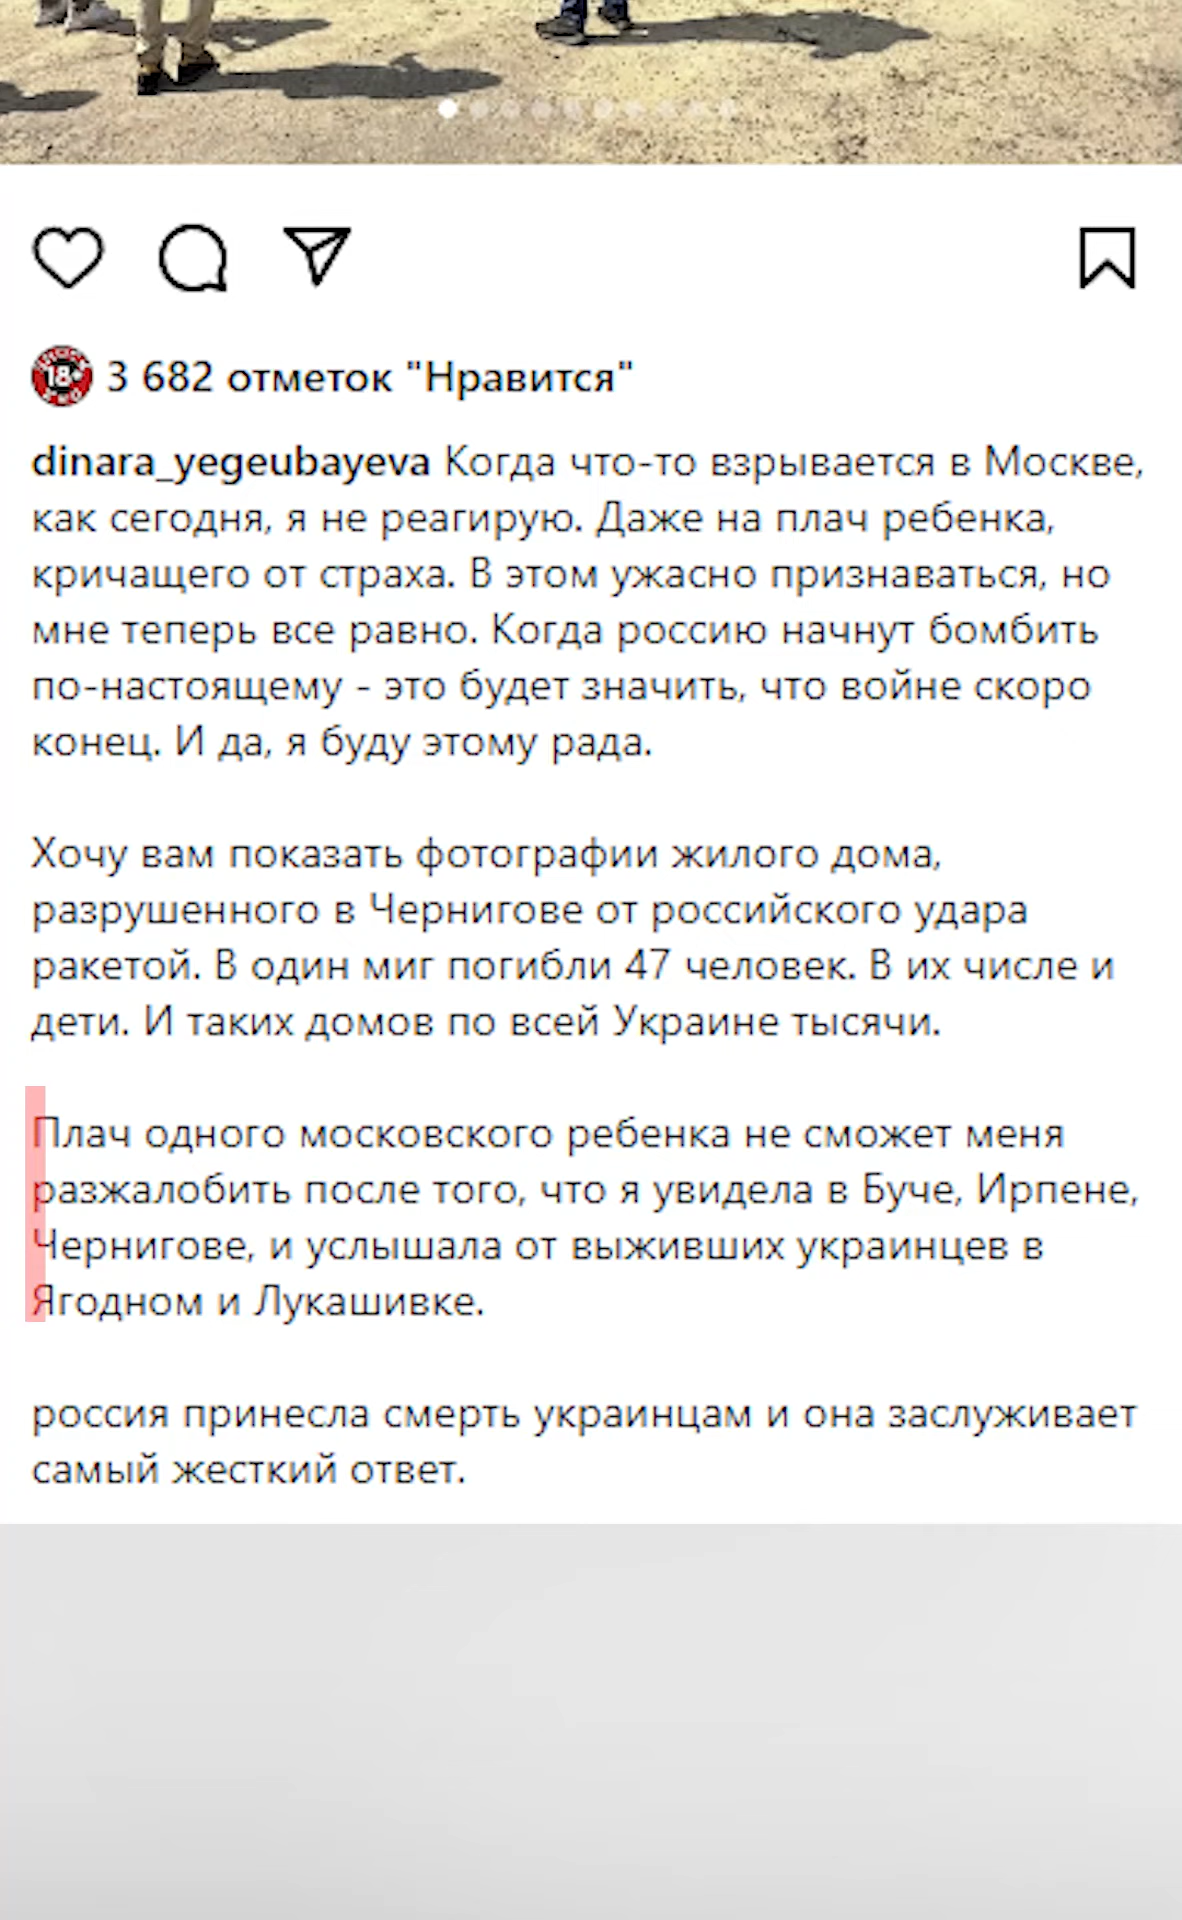 18+
3 682 отметок "Нравится"
dinara_yegeubayeva Когда что-то взрывается в Москве,
как сегодня, я не реагирую. Даже на плач ребенка,
кричащего от страха. В этом ужасно признаваться, но
мне теперь все равно. Когда россию начнут бомбить
по-настоящему - это будет значить, что войне скоро
конец. И да, я буду этому рада.
Хочу вам показать фотографии жилого дома,
разрушенного в Чернигове от российского удара
ракетой. В один миг погибли 47 человек. В их числе и
дети. И таких домов по всей Украине тысячи.
Плач одного московского ребенка не сможет меня
разжалобить после того, что я увидела в Буче, Ирпене,
Чернигове, и услышала от выживших украинцев в
Ягодном и Лукашивке.
россия принесла смерть украинцам и она заслуживает
самый жесткий ответ.